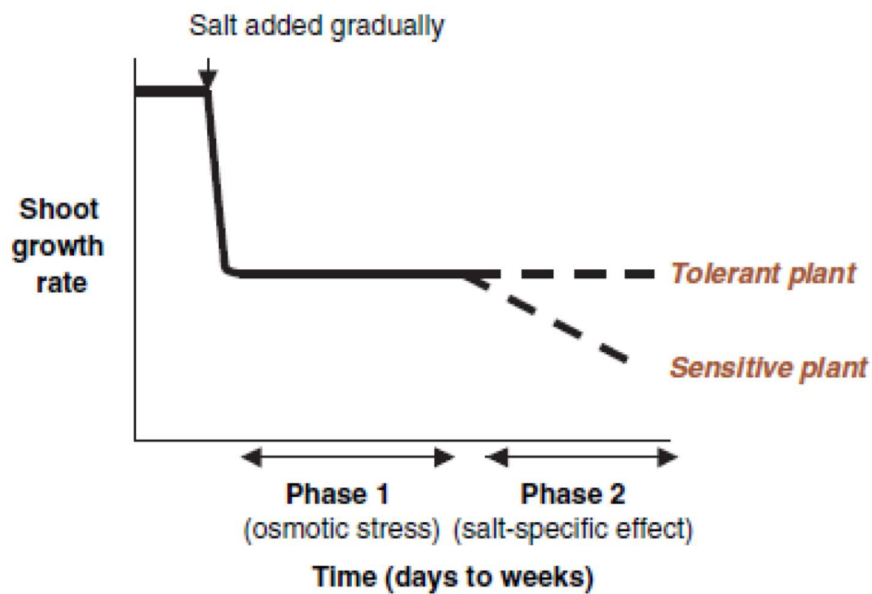 Salt added gradually
Shoot
growth
rate
Tolerant plant
Sensitive plant
Phase 1
(osmotic stress)
Phase 2
(salt-specific effect)
Time (days to weeks)